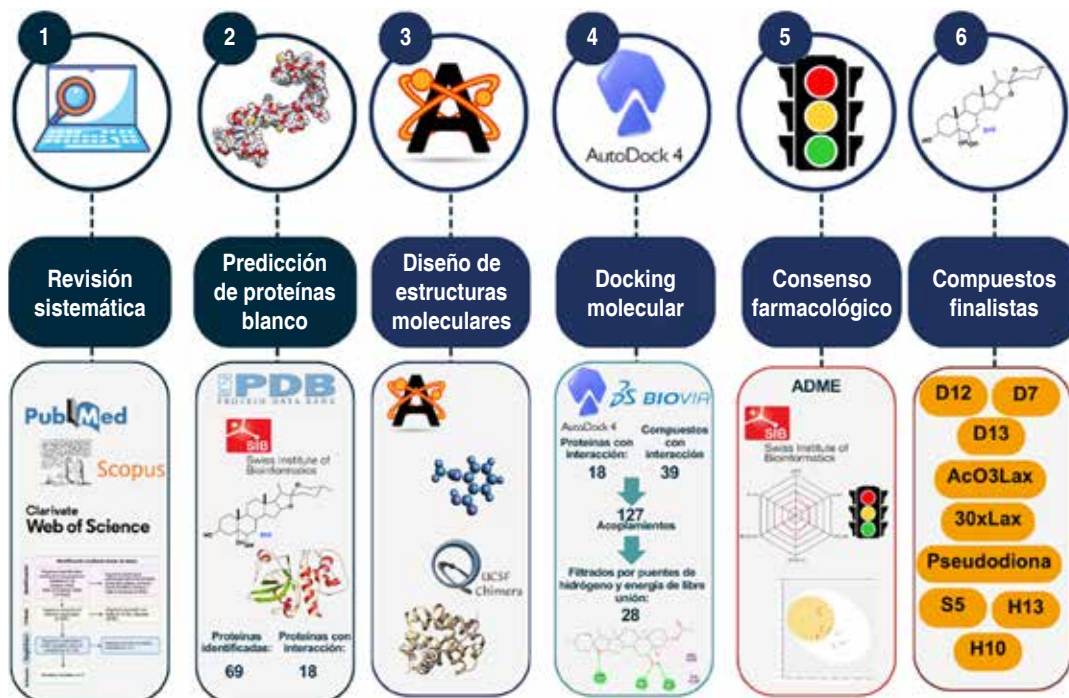 1
2
3
4
5
6
AutoDock 4
Revisión
sistemática
Predicción
de proteínas
blanco
Diseño de
estructuras
moleculares
Docking
molecular
Consenso
farmacológico
Compuestos
finalistas
PubMed
Scopus
Clarivate
Web of Science
PDB
PROTEIN DATA BANK
SIB
Swiss Institute of
Bioinformatics
Proteínas
identificadas:
69
Proteínas con
interacción:
18
UCSF
Chimera
AutoDock 4
BIOVIA
Proteínas con
interacción:
18
Compuestos
con
interacción:
39
127
Acoplamientos
Filtrados por puentes de
hidrógeno y energía de libre
unión:
28
ADME
SIB
Swiss Institute of
Bioinformatics
D12
D7
D13
AcO3Lax
30xLax
Pseudodiona
S5
H13
H10